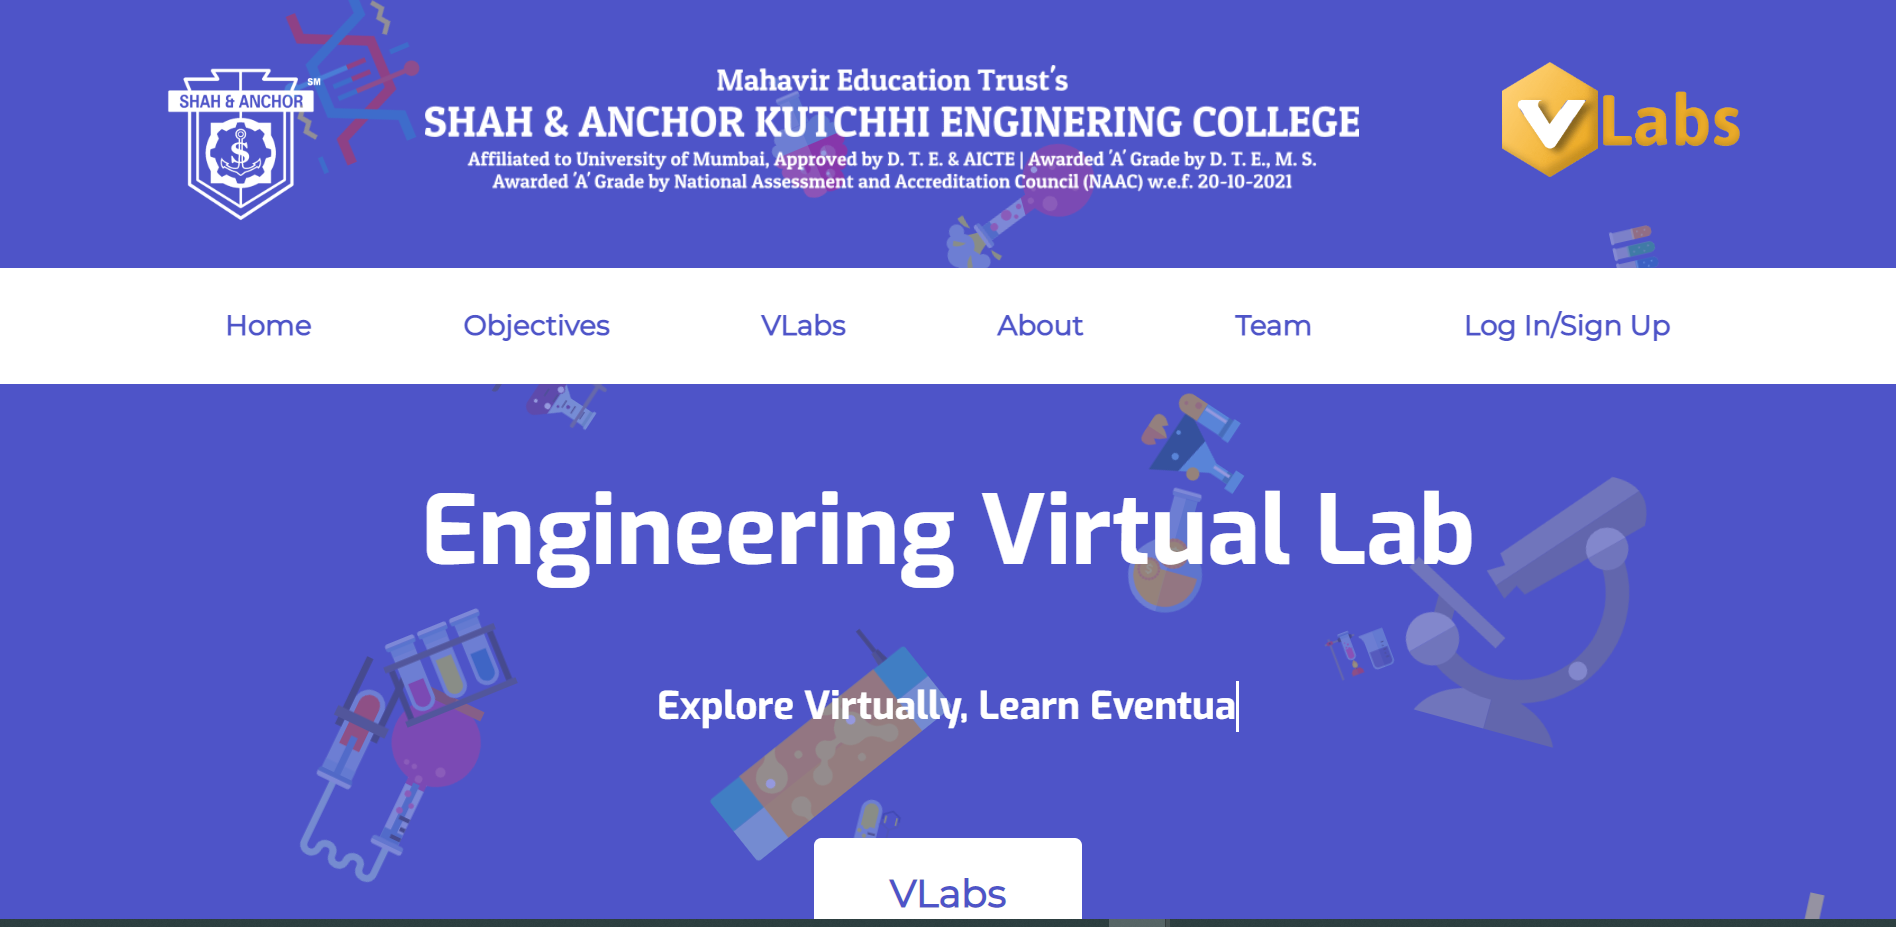 SHAH & ANCHOR
SM
S
Mahavir Education Trust's
SHAH & ANCHOR KUTCHHI ENGINERING COLLEGE
Affiliated to University of Mumbai, Approved by D. T. E. & AICTE | Awarded 'A' Grade by D. T. E., M. S.
Awarded 'A' Grade by National Assessment and Accreditation Council (NAAC) w.e.f. 20-10-2021
V Labs
Home Objectives VLabs About Team Log In/Sign Up
Engineering Virtual Lab
Explore Virtually, Learn Eventua
VLabs